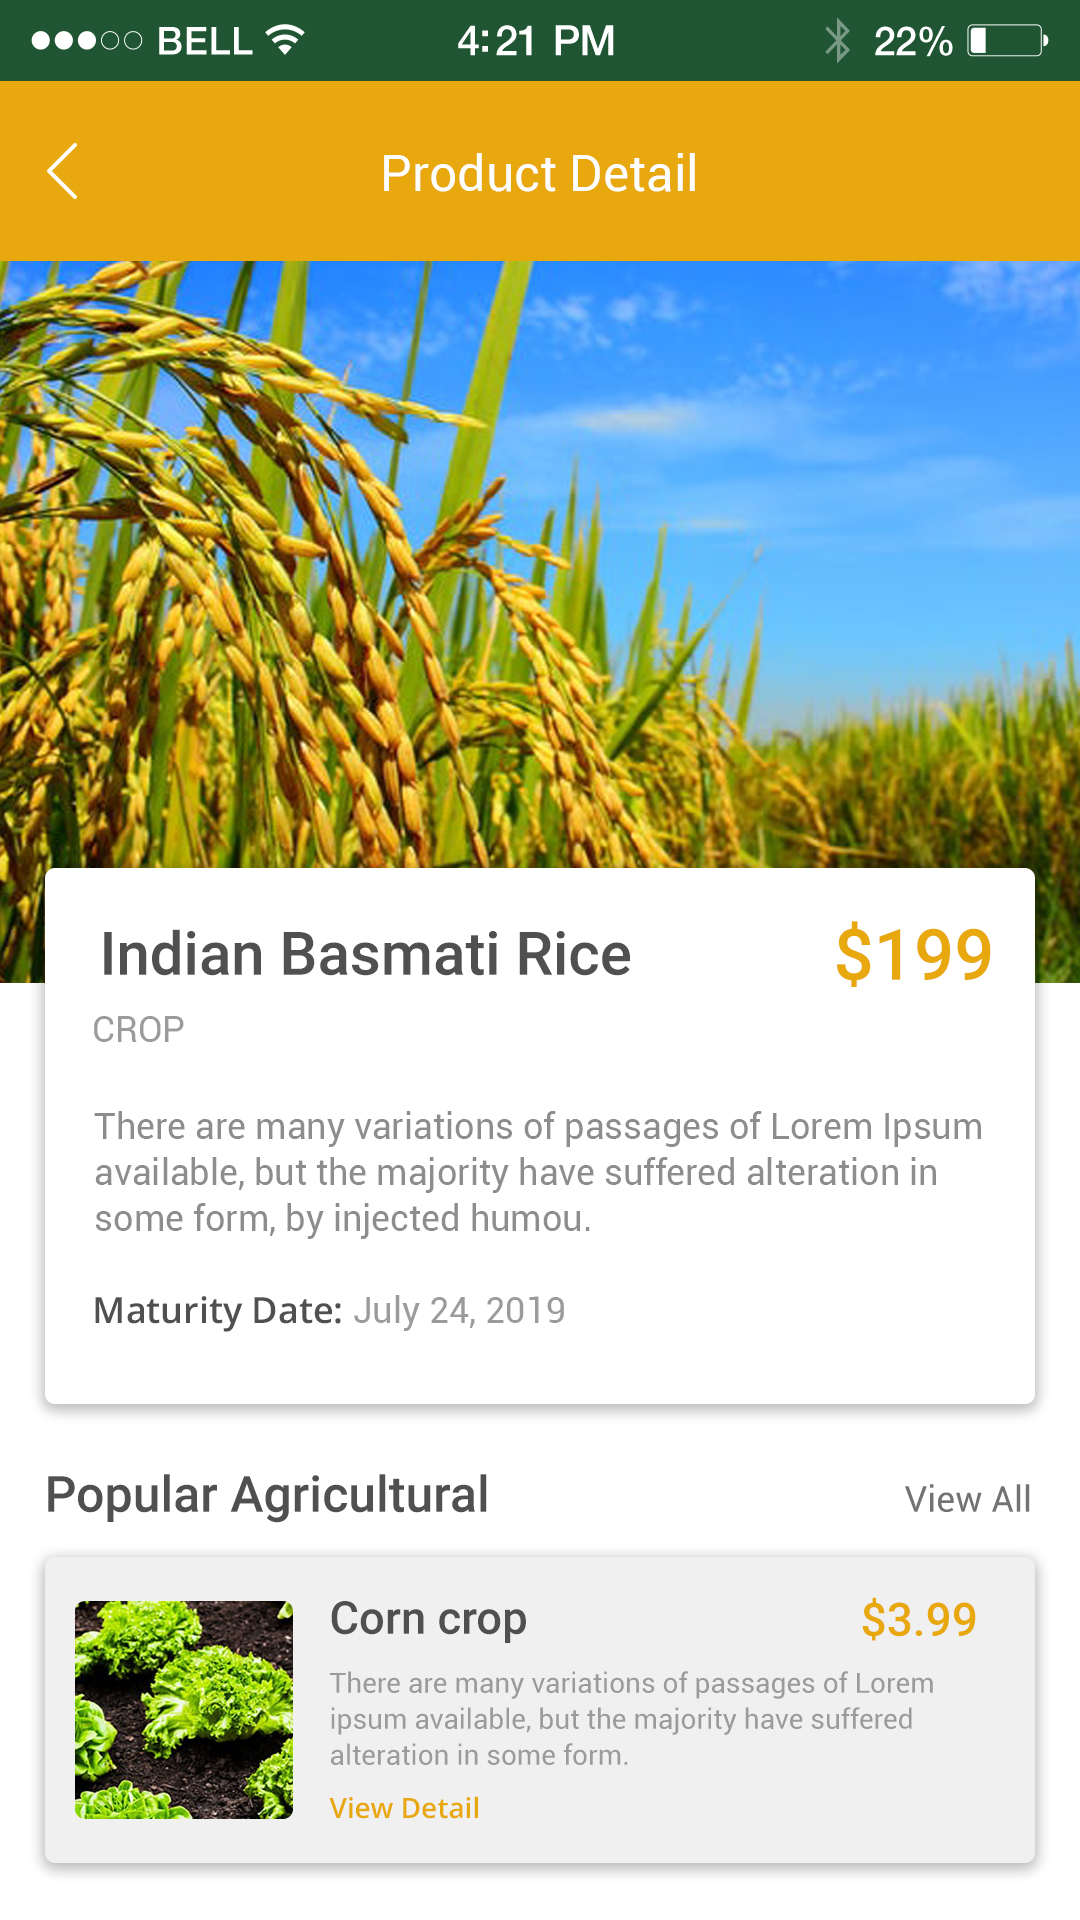 BELL 4:21 PM 22%
Product Detail
Indian Basmati Rice $199
CROP
There are many variations of passages of Lorem Ipsum
available, but the majority have suffered alteration in
some form, by injected humou.
Maturity Date: July 24, 2019
Popular Agricultural View All
Corn crop $3.99
There are many variations of passages of Lorem
ipsum available, but the majority have suffered
alteration in some form.
View Detail